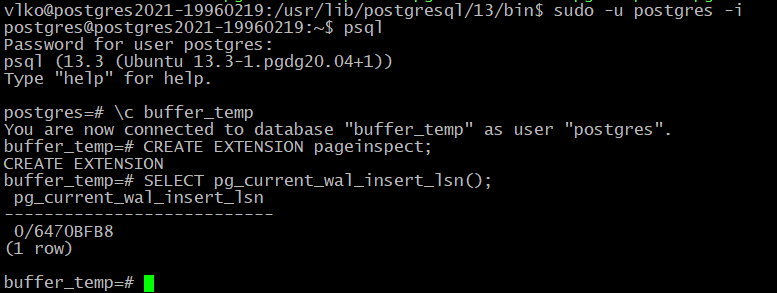 vlko@postgres2021-19960219:/usr/lib/postgresql/13/bin$ sudo -u postgres -i
postgres@postgres2021-19960219:~$ psql
Password for user postgres:
psql (13.3 (Ubuntu 13.3-1.pgdg20.04+1))
Type "help" for help.
postgres=# \c buffer_temp
You are now connected to database "buffer_temp" as user "postgres".
buffer_temp=# CREATE EXTENSION pageinspect;
CREATE EXTENSION
buffer_temp=# SELECT pg_current_wal_insert_lsn();
pg_current_wal_insert_lsn
---------------------------
0/6470BFB8
(1 row)
buffer_temp=#